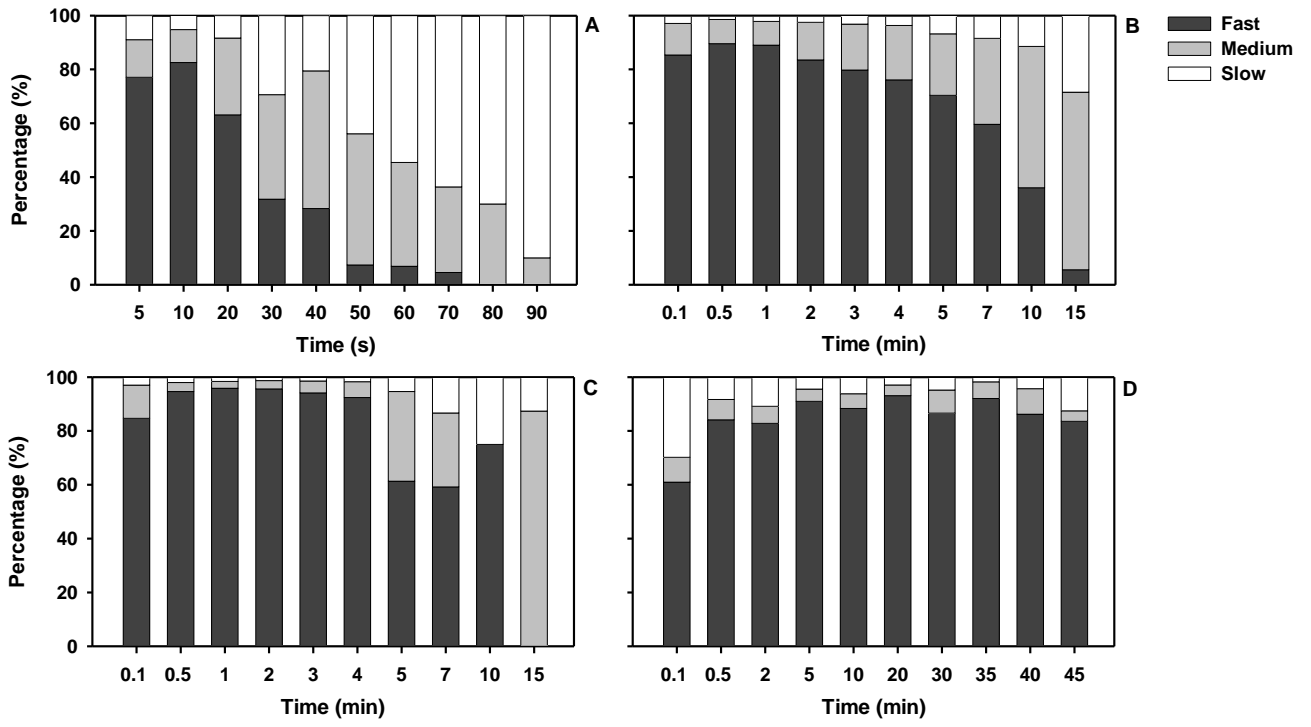 A
B
Fast
Medium
Slow
Percentage (%)
100
80
60
40
20
0
5 10 20 30 40 50 60 70 80 90
Time (s)
0.1 0.5 1 2 3 4 5 7 10 15
Time (min)
C
D
Percentage (%)
100
80
60
40
20
0
0.1 0.5 1 2 3 4 5 7 10 15
Time (min)
0.1 0.5 2 5 10 20 30 35 40 45
Time (min)